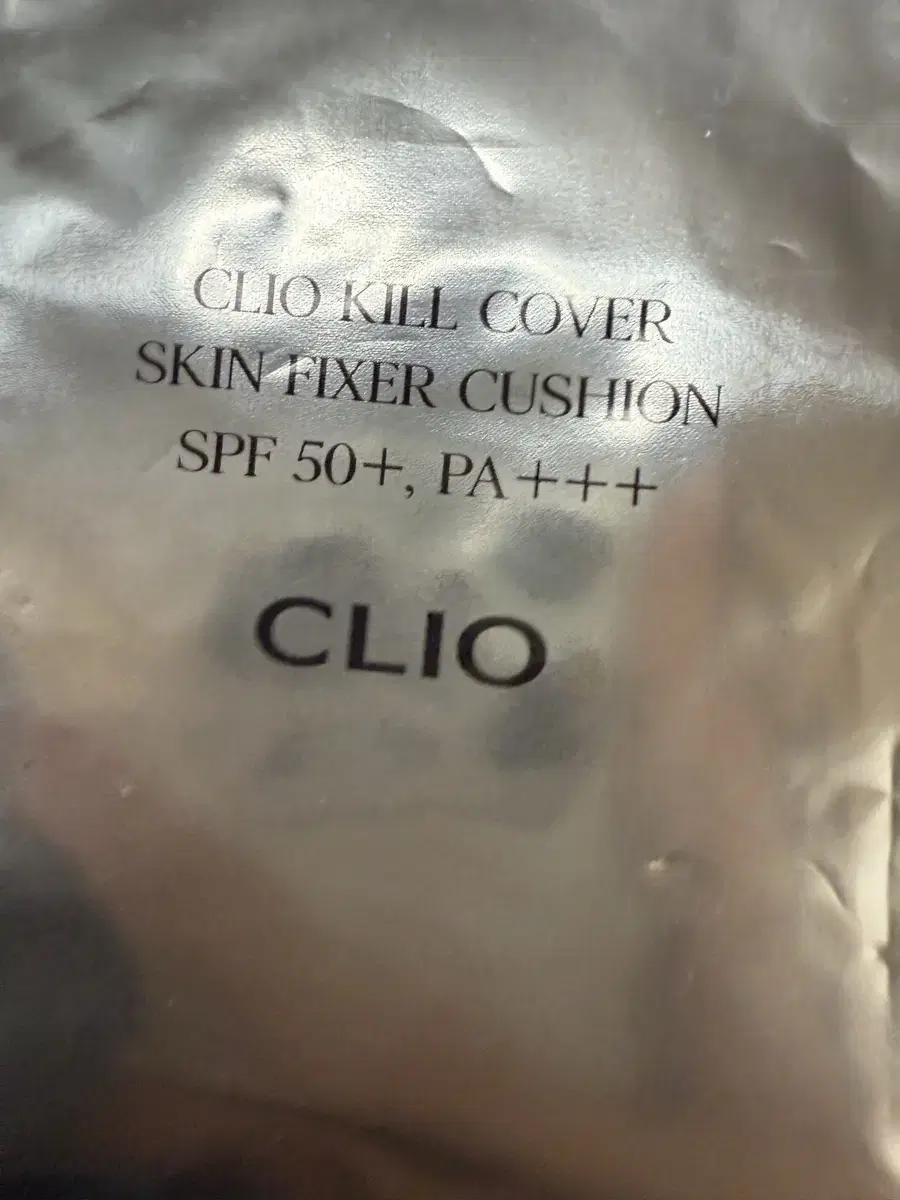 CLIO KILL COVER
SKIN FIXER CUSHION
SPF 50+, PA+++
CLIO